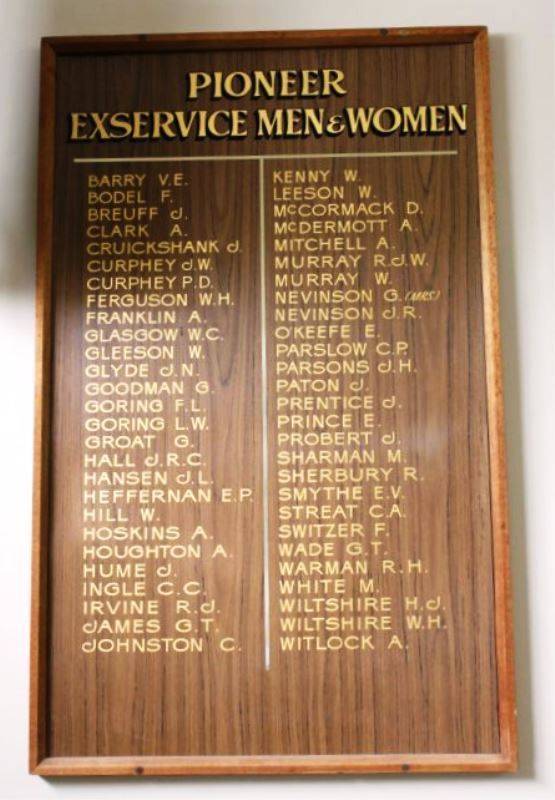 PIONEER
EXSERVICE MEN & WOMEN
BARRY V.E.
BODEL F.
BREUFF J.
CLARK A.
CRUICKSHANK J.
CURPHEY J.W.
CURPHEY P.D.
FERGUSON W.H.
FRANKLIN A.
GLASGOW W.C.
GLEESON W.
GLYDE J.N.
GOODMAN G.
GORING F.L.
GORING L.W.
GROAT G.
HALL J.R.C.
HANSEN J.L.
HEFFERNAN E.P.
HILL W.
HOSKINS A.
HOUGHTON A.
HUME J.
INGLE C.C.
IRVINE R.J.
JAMES G.T.
JOHNSTON C.
KENNY W.
LEESON W.
McCORMACK D.
McDERMOTT A.
MITCHELL A.
MURRAY R.J.W.
MURRAY W.
NEVINSON G. (MRS)
NEVINSON J.R.
O'KEEFE E.
PARSLOW C.P.
PARSONS J.H.
PATON J.
PRENTICE J.
PRINCE E.
PROBERT J.
SHARMAN M.
SHERBURY R.
SMYTHE E.V.
STREAT C.A.
SWITZER F.
WADE G.T.
WARMAN R.H.
WHITE M.
WILTSHIRE H.J.
WILTSHIRE W.H.
WITLOCK A.